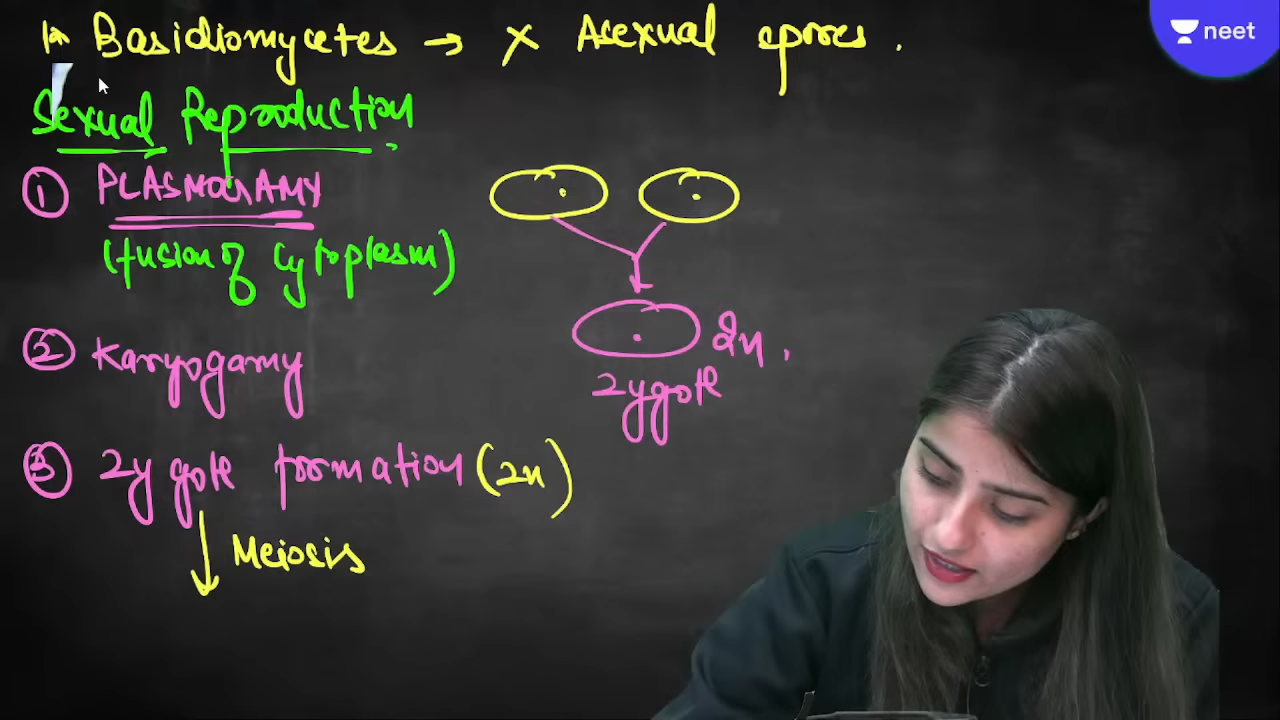 * Basidiomycetes → × Asexual spores.
neet
Sexual Reproduction
① PLASMOGAMY
(fusion of cytoplasm)
② Karyogamy
2n.
zygote
③ Zygote formation (2n)
↓ Meiosis